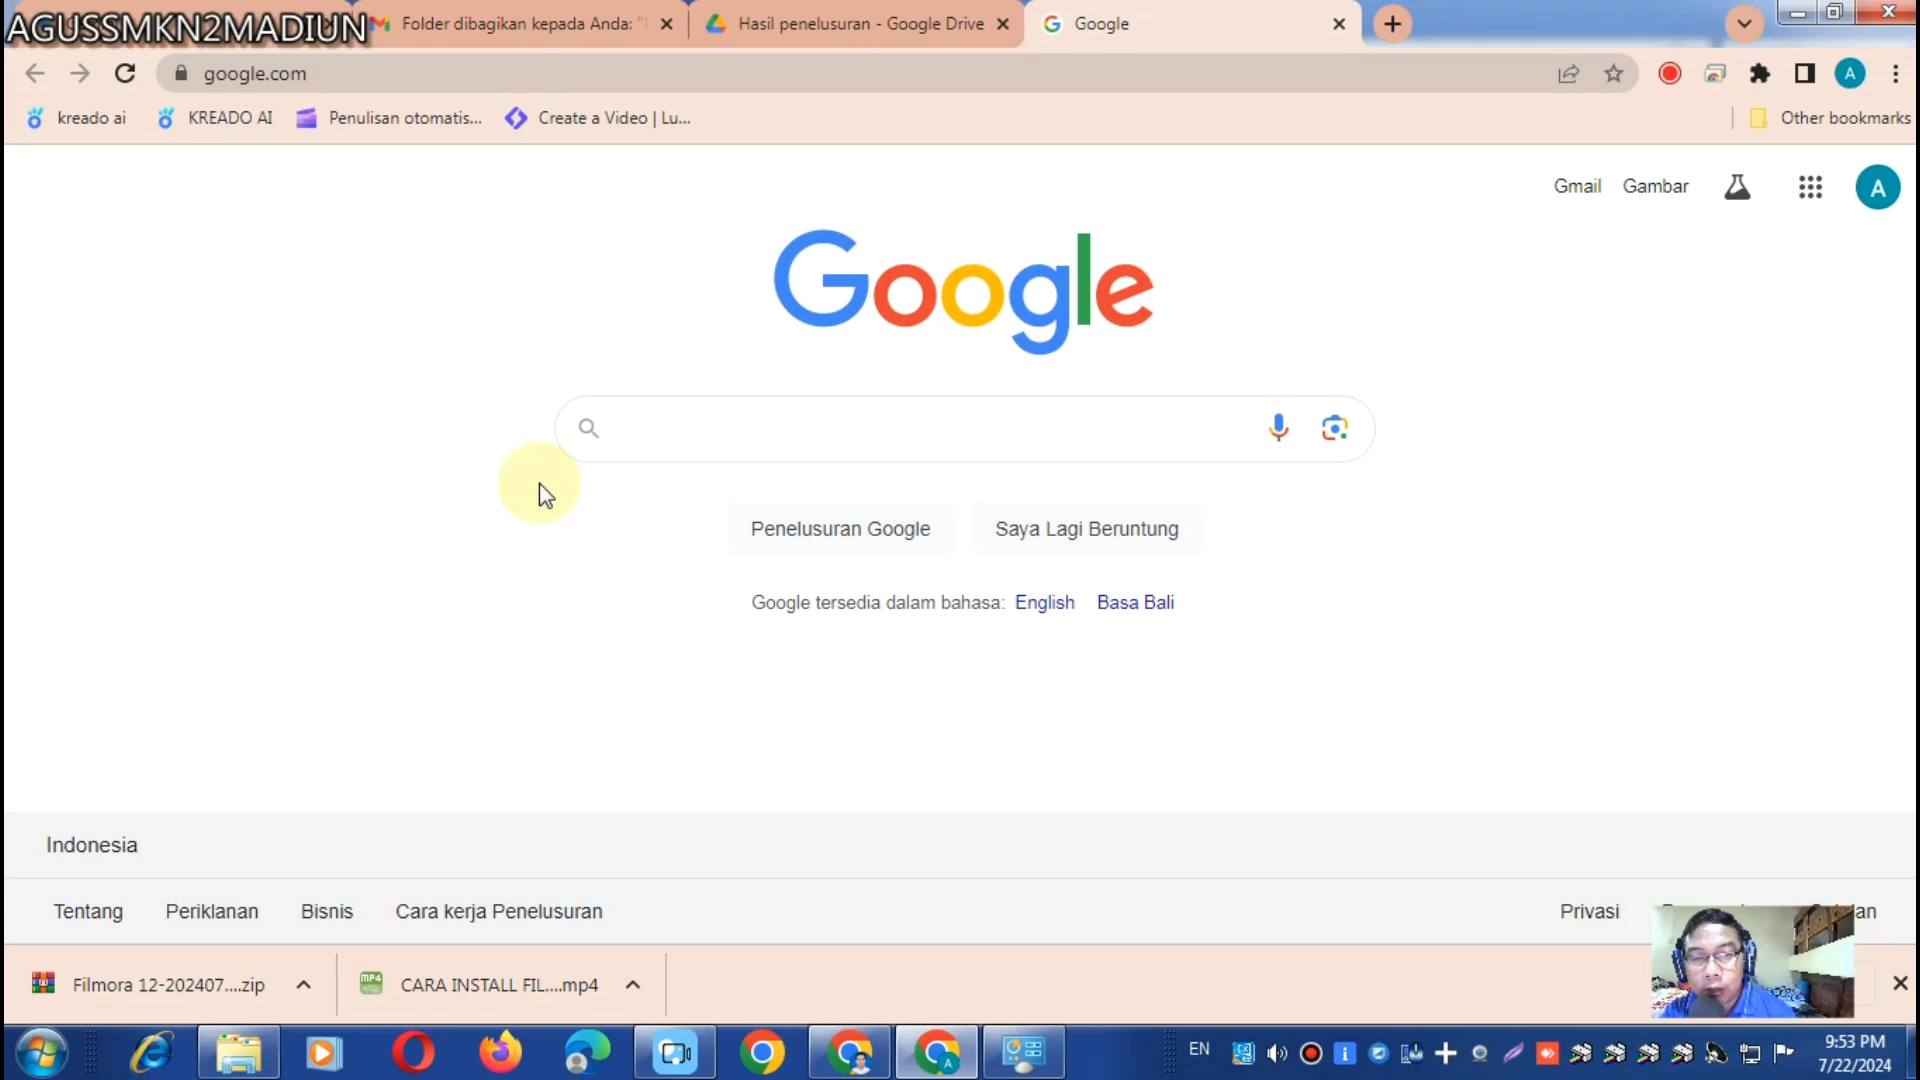 AGUSSMKN2MADIUN
Folder dibagikan kepada Anda: "
Hasil penelusuran - Google Drive
Google
google.com
kreado ai
KREADO AI
Penulisan otomatis...
Create a Video | Lu...
Other bookmarks
Gmail
Gambar
A
Google
Penelusuran Google
Saya Lagi Beruntung
Google tersedia dalam bahasa: English Basa Bali
Indonesia
Tentang
Periklanan
Bisnis
Cara kerja Penelusuran
Privasi
Filmora 12-202407....zip
CARA INSTALL FIL....mp4
EN
9:53 PM
7/22/2024